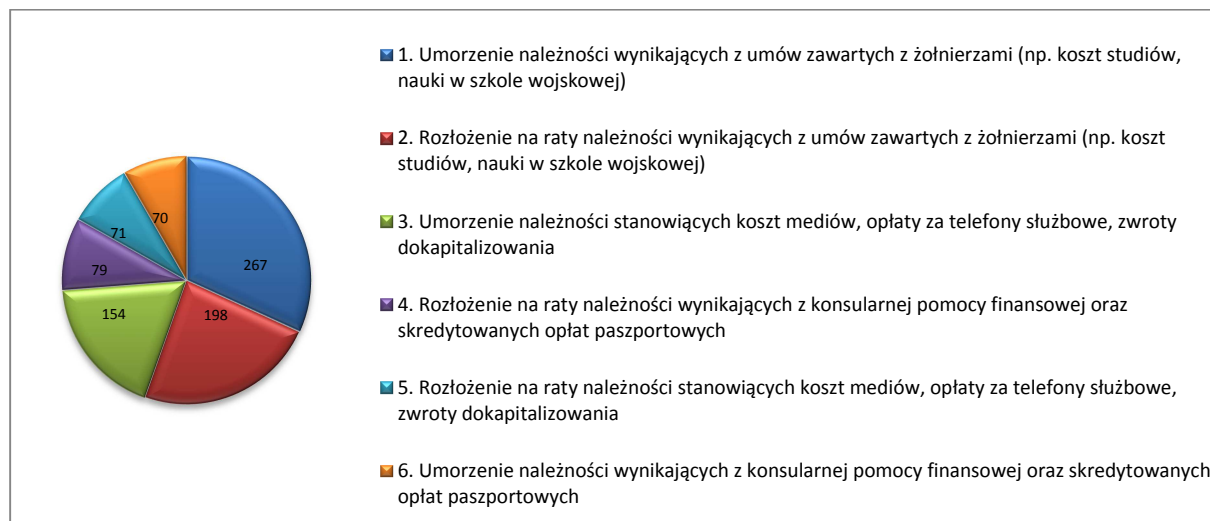 1. Umorzenie należności wynikających z umów zawartych z żołnierzami (np. koszt studiów,
nauki w szkole wojskowej)
2. Rozłożenie na raty należności wynikających z umów zawartych z żołnierzami (np. koszt
studiów, nauki w szkole wojskowej)
3. Umorzenie należności stanowiących koszt mediów, opłaty za telefony służbowe, zwroty
dokapitalizowania
4. Rozłożenie na raty należności wynikających z konsularnej pomocy finansowej oraz
skredytowanych opłat paszportowych
5. Rozłożenie na raty należności stanowiących koszt mediów, opłaty za telefony służbowe,
zwroty dokapitalizowania
6. Umorzenie należności wynikających z konsularnej pomocy finansowej oraz skredytowanych
opłat paszportowych
267
198
154
79
71
70